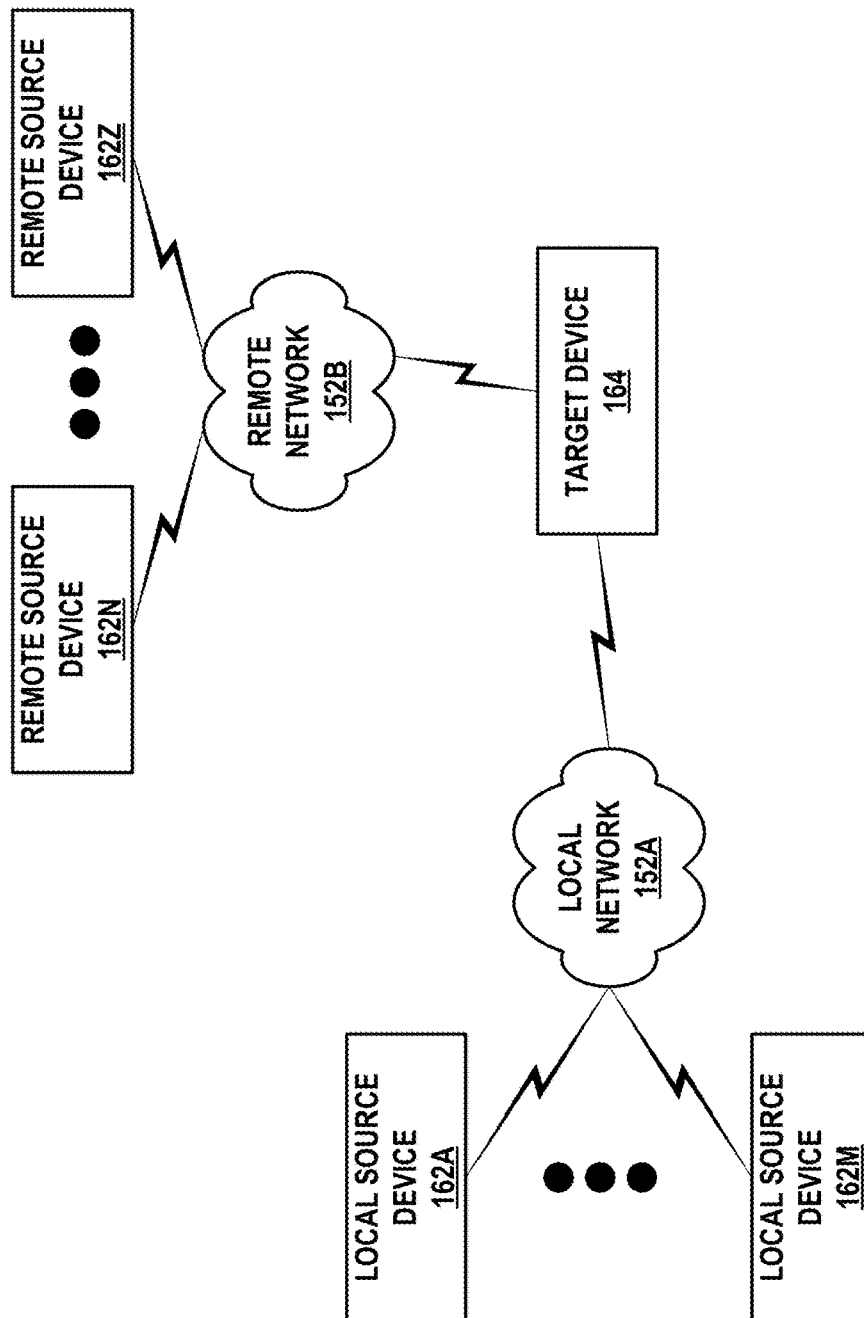 REMOTE SOURCE
DEVICE
162N
REMOTE SOURCE
DEVICE
162Z
REMOTE
NETWORK
152B
LOCAL SOURCE
DEVICE
162A
LOCAL NETWORK
152A
TARGET DEVICE
164
LOCAL SOURCE
DEVICE
162M